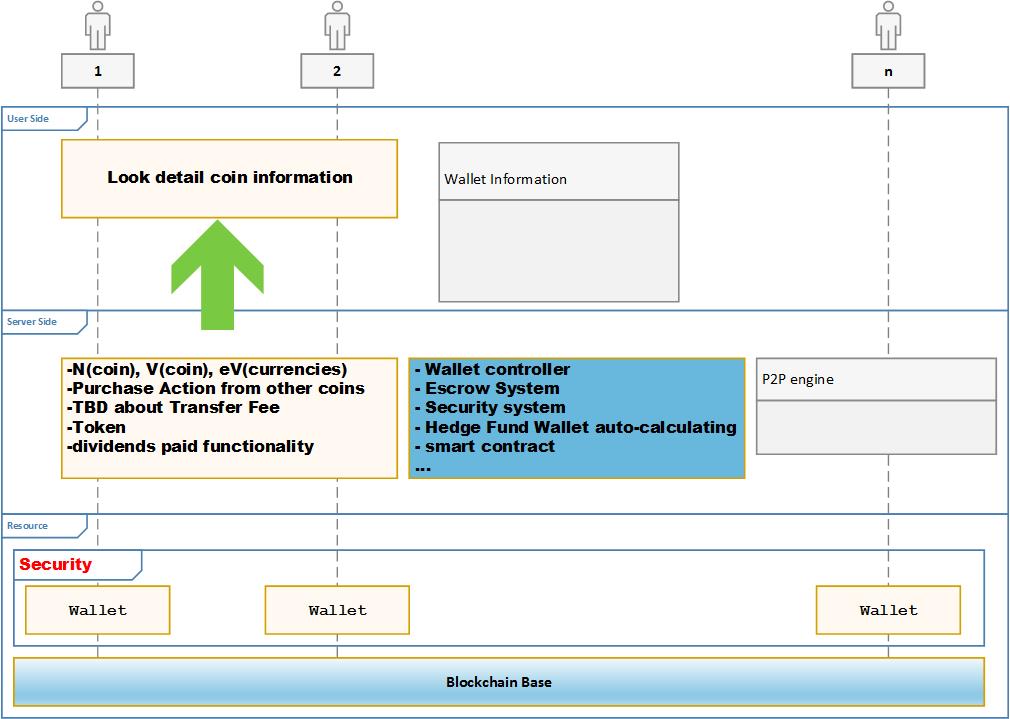 1
2
n
User Side
Look detail coin information
Wallet Information
Server Side
-N(coin), V(coin), eV(currencies)
-Purchase Action from other coins
-TBD about Transfer Fee
-Token
-dividends paid functionality
- Wallet controller
- Escrow System
- Security system
- Hedge Fund Wallet auto-calculating
- smart contract
...
P2P engine
Resource
Security
Wallet
Wallet
Wallet
Blockchain Base